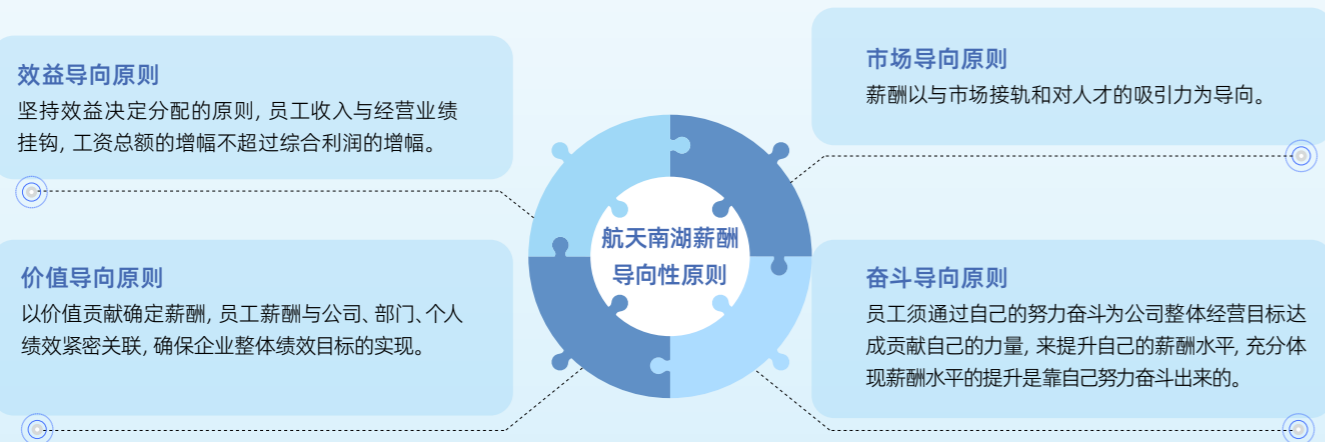 效益导向原则
坚持效益决定分配的原则，员工收入与经营业绩
挂钩，工资总额的增幅不超过综合利润的增幅。
市场导向原则
薪酬以与市场接轨和对人才的吸引力为导向。
航天南湖薪酬
导向性原则
价值导向原则
以价值贡献确定薪酬，员工薪酬与公司、部门、个人
绩效紧密关联，确保企业整体绩效目标的实现。
奋斗导向原则
员工须通过自己的努力奋斗为公司整体经营目标达
成贡献自己的力量，来提升自己的薪酬水平，充分体
现薪酬水平的提升是靠自己努力奋斗出来的。